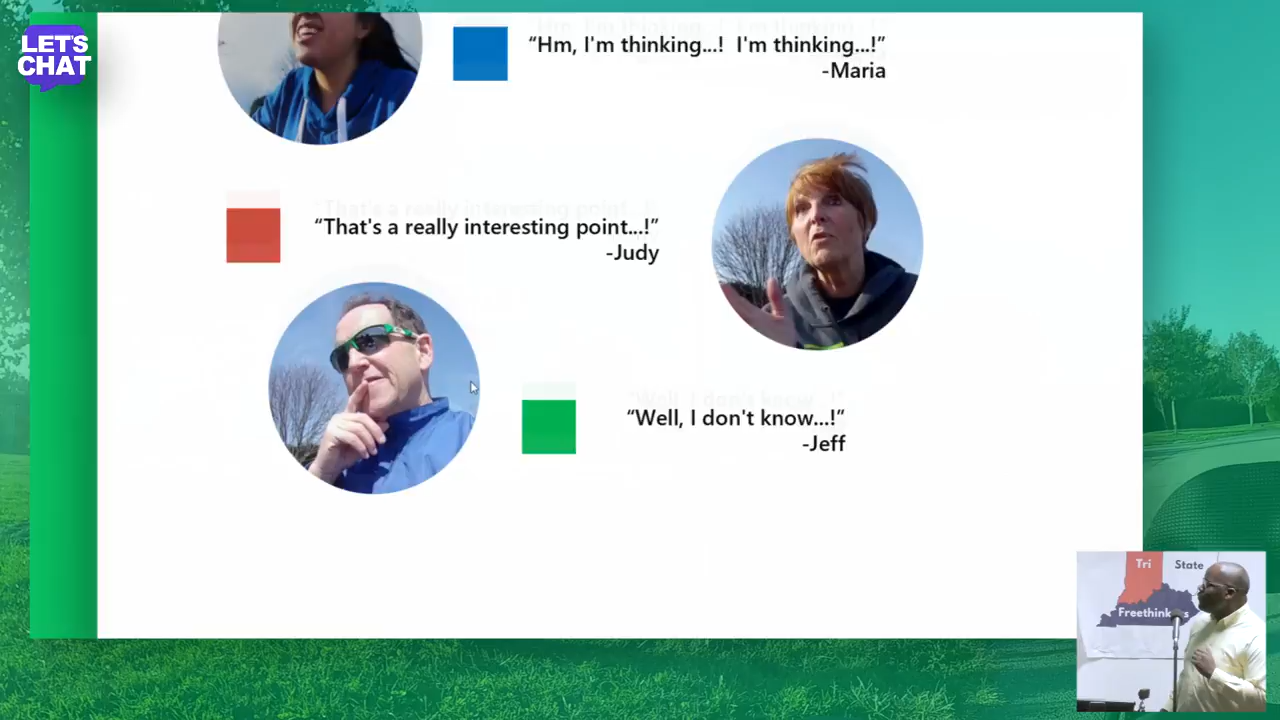 LET'S
CHAT
“Hm, I'm thinking...!  I'm thinking...!”
-Maria
“That's a really interesting point...!”
-Judy
“Well, I don't know...!”
-Jeff
Tri State